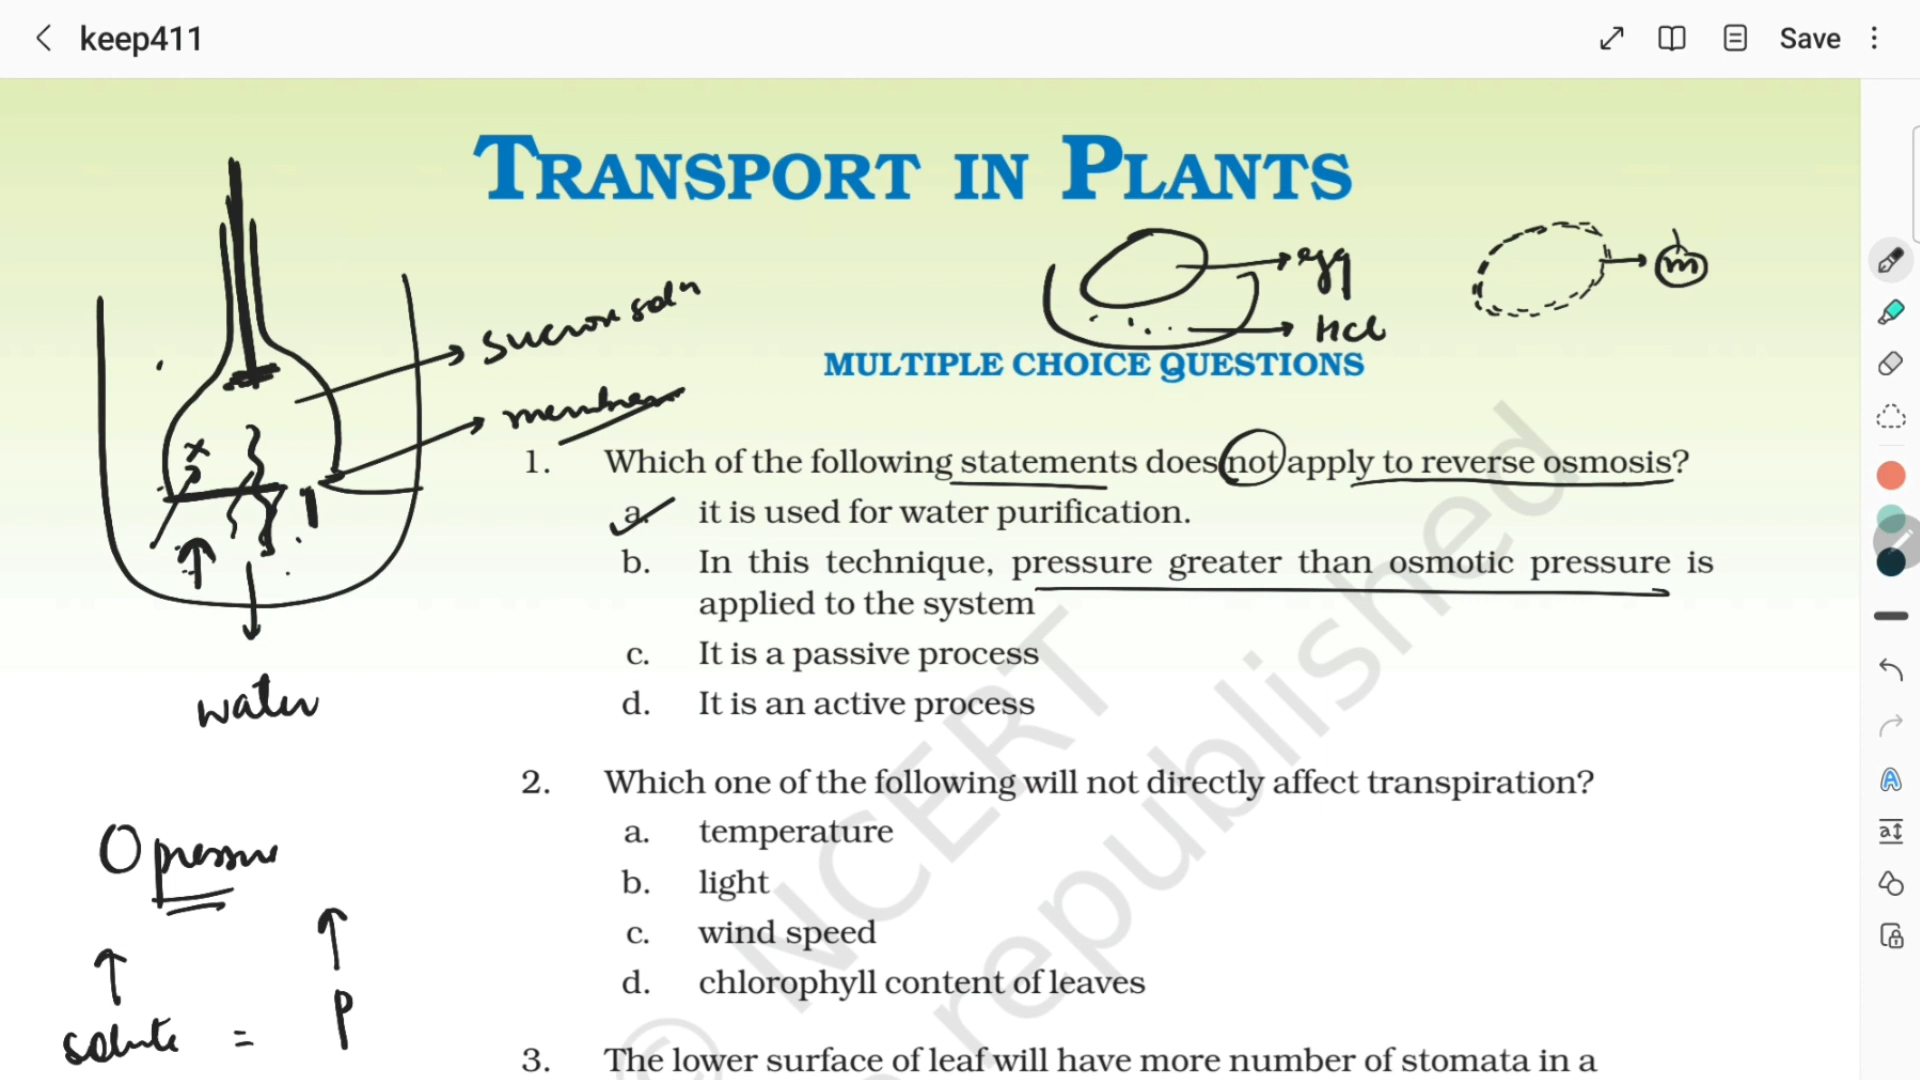 keep411
Save
TRANSPORT IN PLANTS
egg
m
HCl
sucrose soln
membrane
water
MULTIPLE CHOICE QUESTIONS
1. Which of the following statements does not apply to reverse osmosis?
a. it is used for water purification.
b. In this technique, pressure greater than osmotic pressure is
applied to the system
c. It is a passive process
d. It is an active process
2. Which one of the following will not directly affect transpiration?
a. temperature
b. light
c. wind speed
d. chlorophyll content of leaves
3. The lower surface of leaf will have more number of stomata in a
O pressure
solute = P
© NCERT
republished